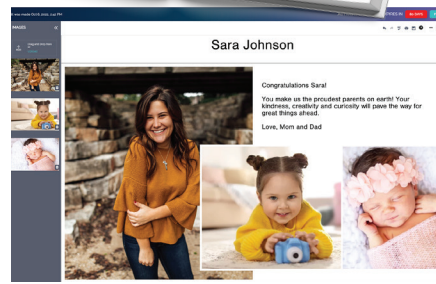 IMAGES
Sara Johnson
Congratulations Sara!
You make us the proudest parents on earth! Your
kindness, creativity and curiosity will pave the way for
great things ahead.
Love, Mom and Dad